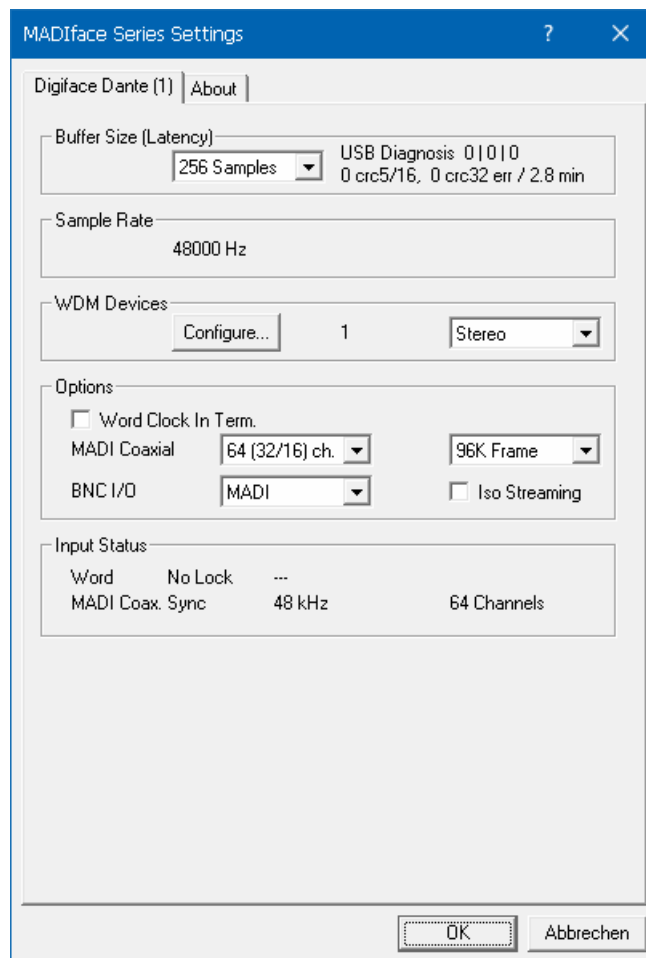 MADIface Series Settings ? ×
Digiface Dante (1) About
Buffer Size (Latency)
256 Samples
USB Diagnosis 0|0|0
0 crc5/16, 0 crc32 err / 2.8 min
Sample Rate
48000 Hz
WDM Devices
Configure... 1 Stereo
Options
Word Clock In Term.
MADI Coaxial 64 (32/16) ch. 96K Frame
BNC I/O MADI Iso Streaming
Input Status
Word No Lock ---
MADI Coax. Sync 48 kHz 64 Channels
OK Abbrechen